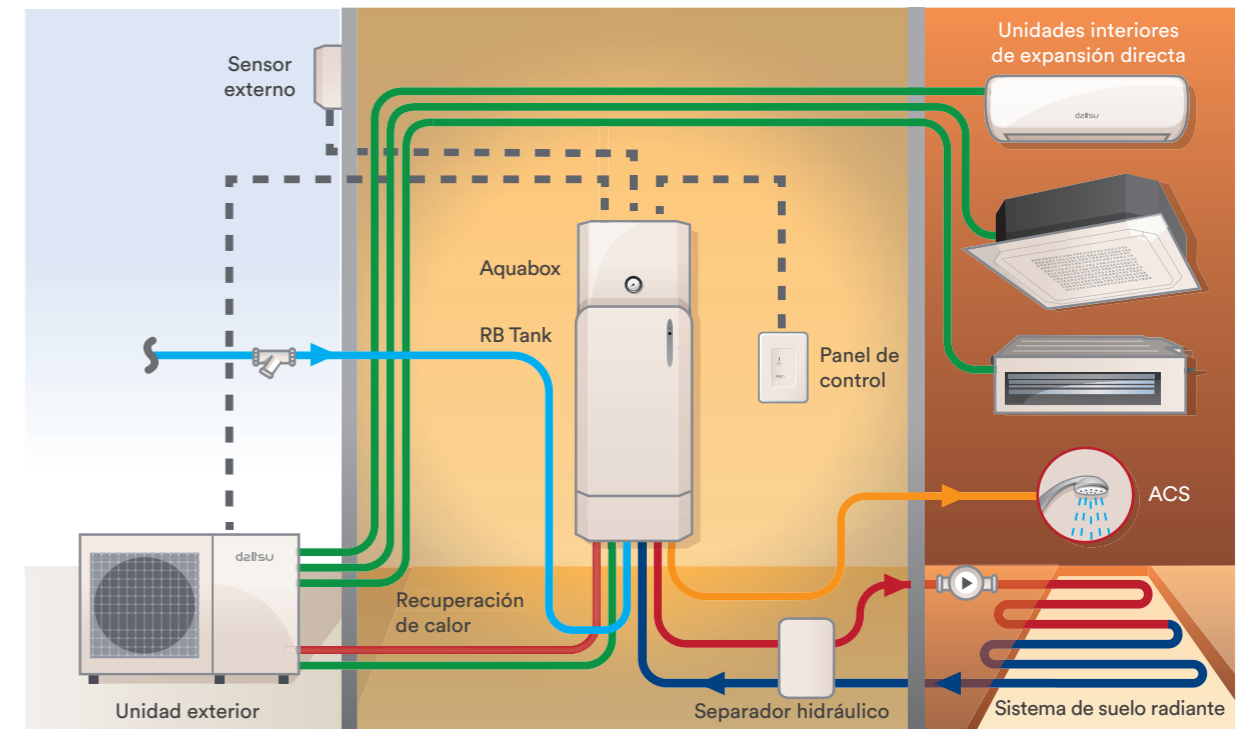 Unidades interiores
de expansión directa
Sensor
externo
daitsu
Aquabox
RB Tank
Panel de
control
ACS
daitsu
Recuperación
de calor
Unidad exterior
Separador hidráulico
Sistema de suelo radiante